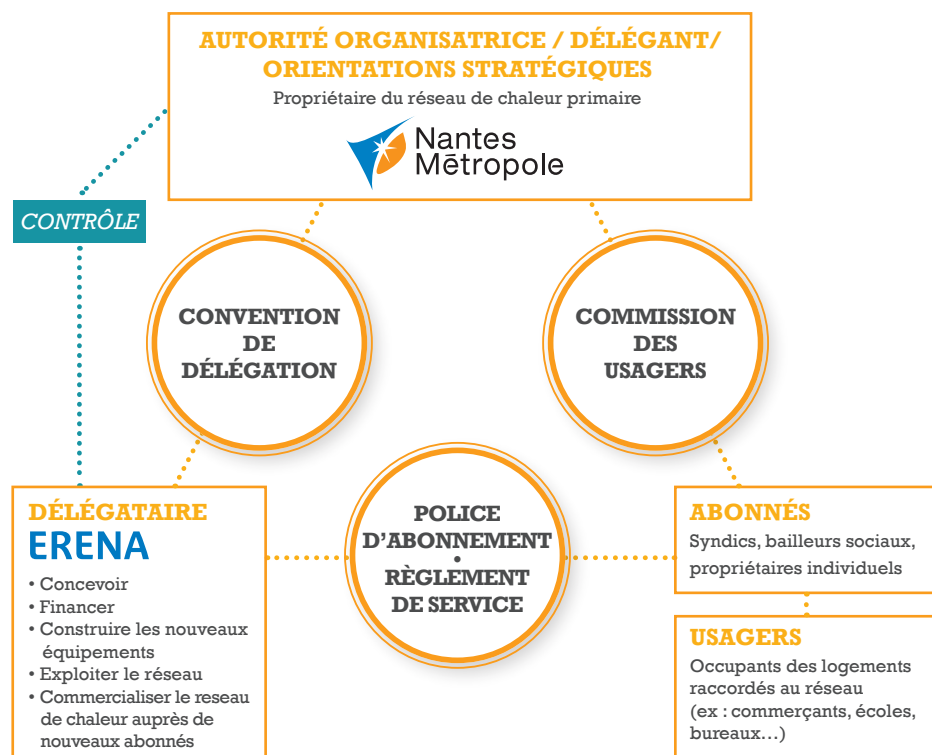 AUTORITÉ ORGANISATRICE / DÉLÉGANT/
ORIENTATIONS STRATÉGIQUES
Propriétaire du réseau de chaleur primaire
Nantes
Métropole
CONTRÔLE
CONVENTION
DE
DÉLÉGATION
COMMISSION
DES
USAGERS
DÉLÉGATAIRE
ERENA
• Concevoir
• Financer
• Construire les nouveaux
équipements
• Exploiter le réseau
• Commercialiser le reseau
de chaleur auprès de
nouveaux abonnés
POLICE
D'ABONNEMENT
•
RÈGLEMENT
DE SERVICE
ABONNÉS
Syndics, bailleurs sociaux,
propriétaires individuels
USAGERS
Occupants des logements
raccordés au réseau
(ex : commerçants, écoles,
bureaux...)